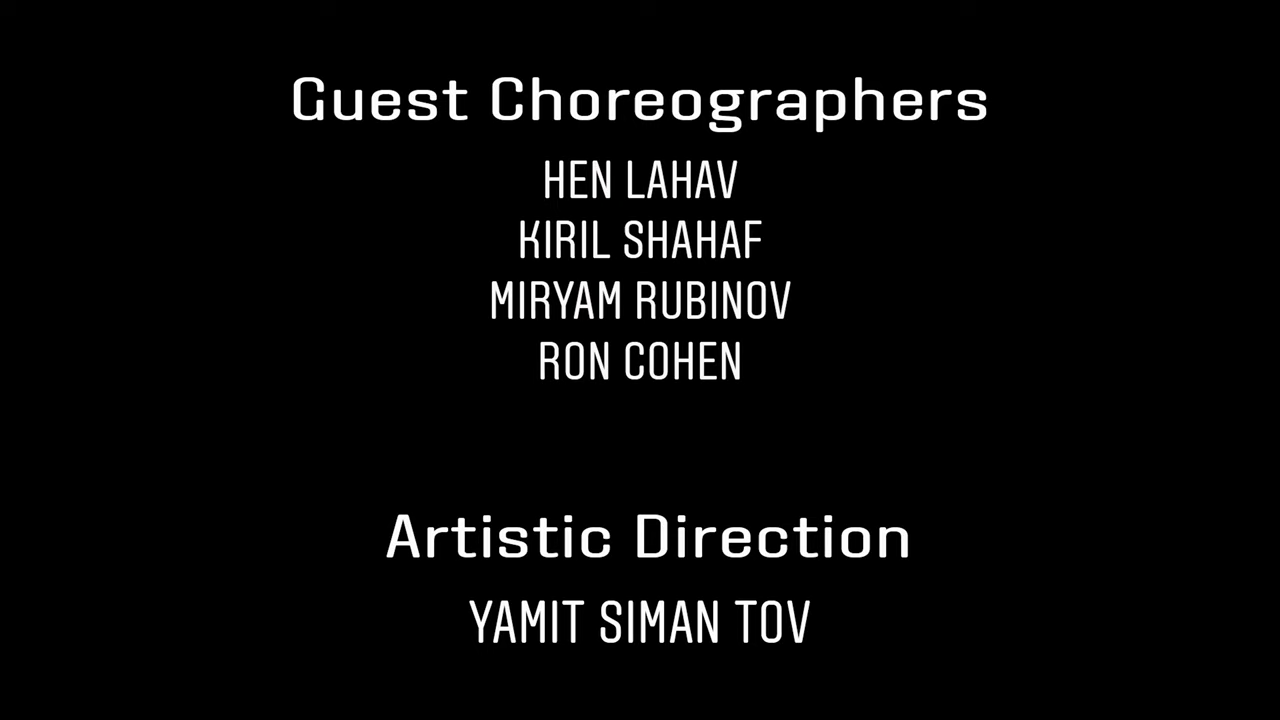 Guest Choreographers
HEN LAHAV
KIRIL SHAHAF
MIRYAM RUBINOV
RON COHEN
Artistic Direction
YAMIT SIMAN TOV